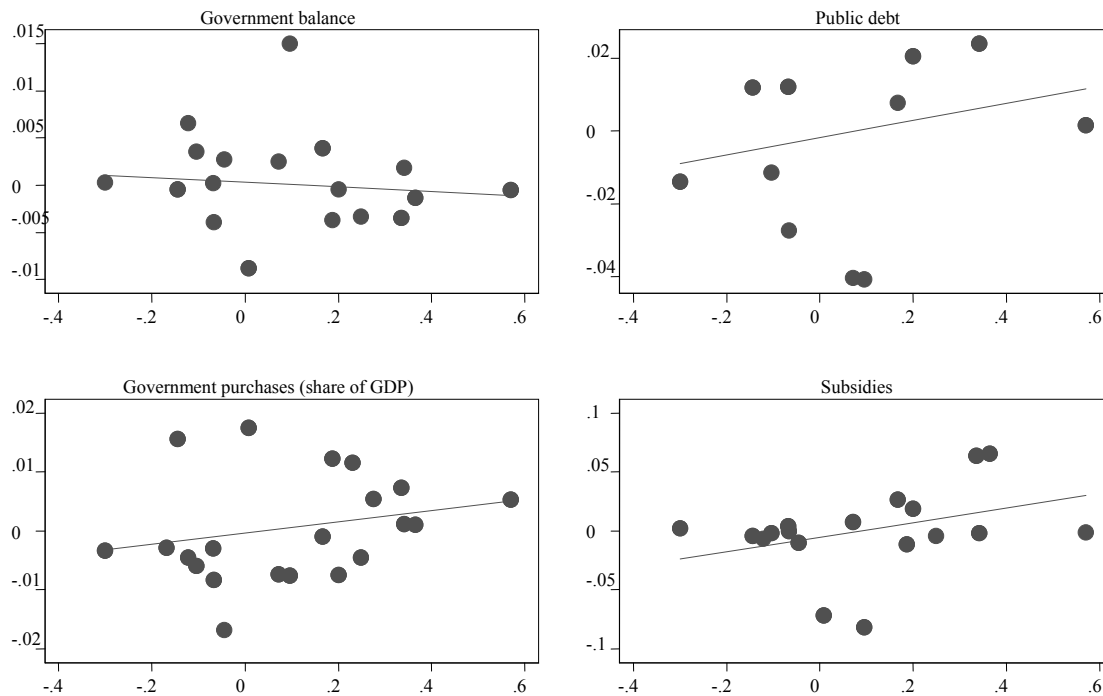 Government balance
.015
.01
.005
0
-.005
-.01
-.4 -.2 0 .2 .4 .6
Public debt
.02
0
-.02
-.04
-.4 -.2 0 .2 .4 .6
Government purchases (share of GDP)
.02
.01
0
-.01
-.02
-.4 -.2 0 .2 .4 .6
Subsidies
.1
.05
0
-.05
-.1
-.4 -.2 0 .2 .4 .6